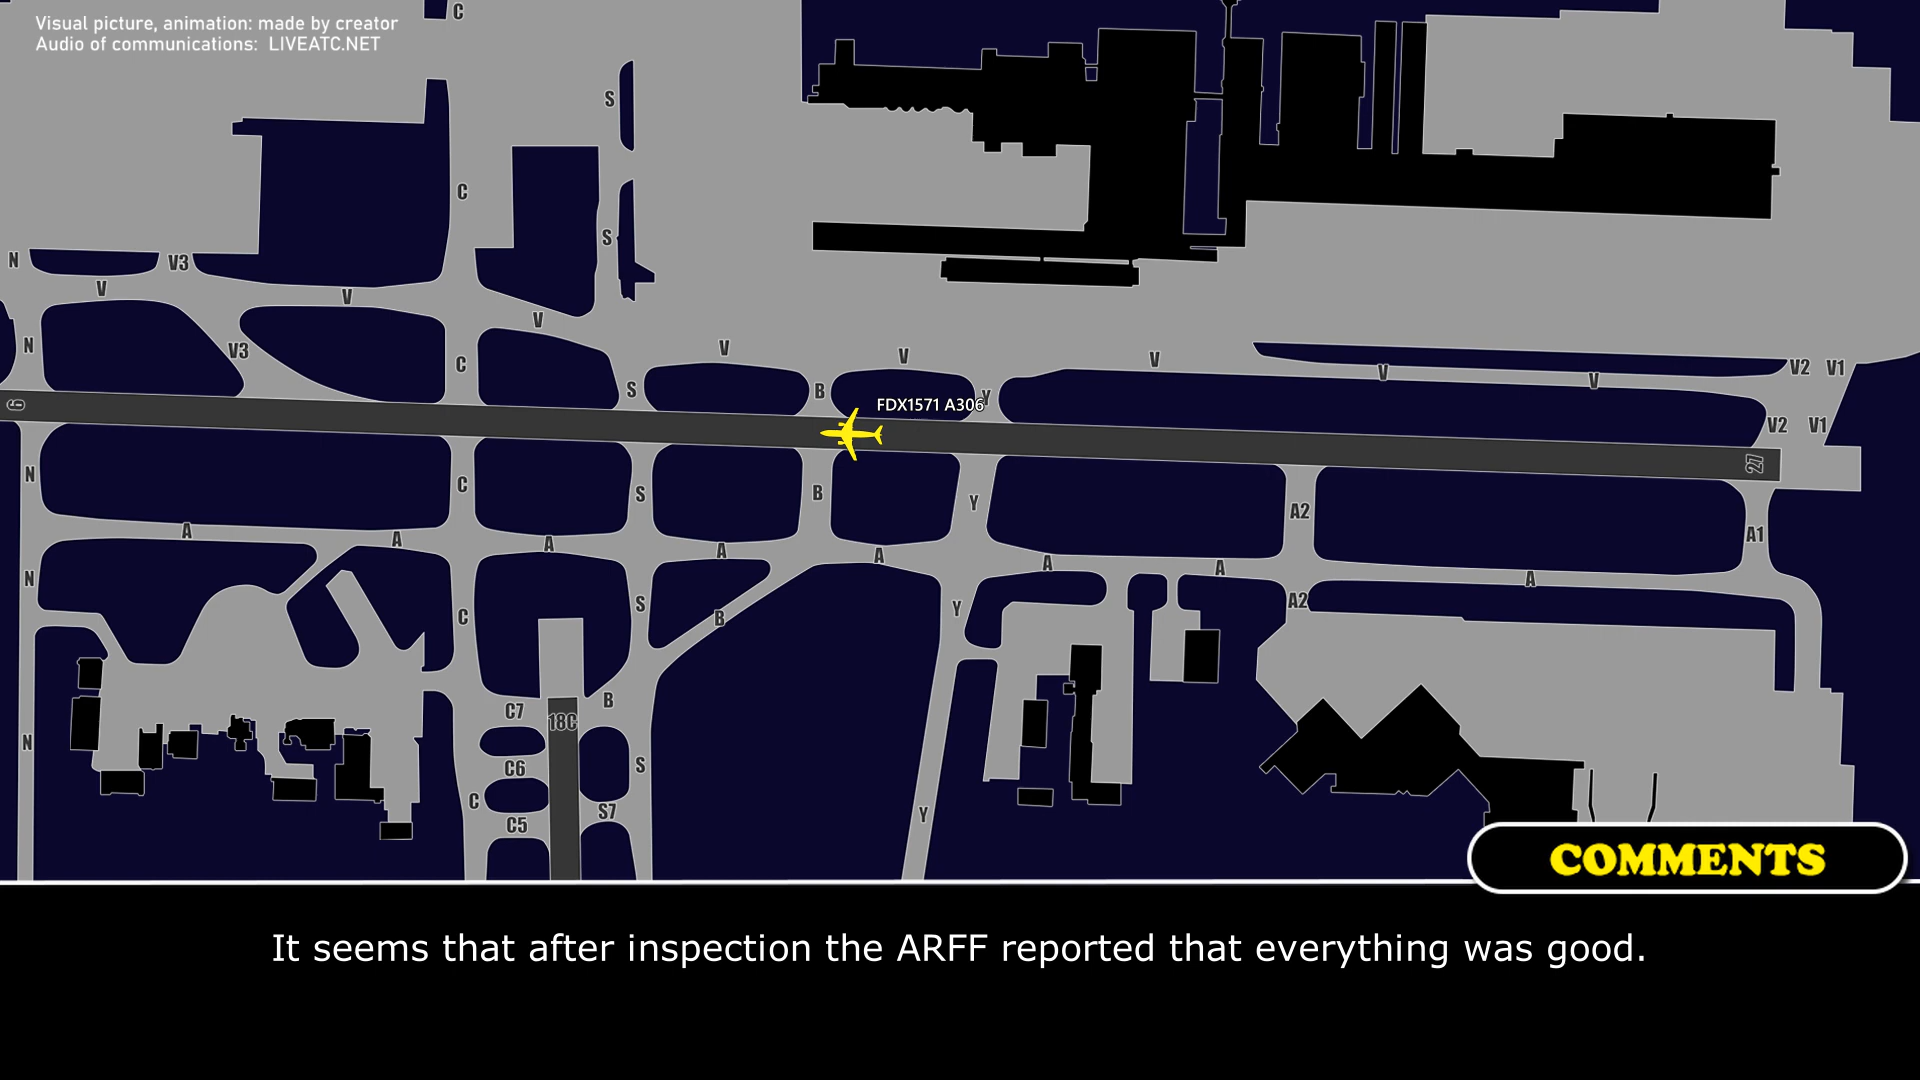 Visual picture, animation: made by creator
Audio of communications: LIVEATC.NET
C
S
C
S
N
V3
V
V
V
N
V3
C
V
V
V
V
V
V2
V1
S
B
Y
FDX1571 A306
9
V2
V1
27
N
C
S
B
Y
A2
A1
A
A
A
A
A
A
A
A
N
C
S
B
Y
A2
C7
18C
B
N
C6
S
C
C5
S7
Y
COMMENTS
It seems that after inspection the ARFF reported that everything was good.